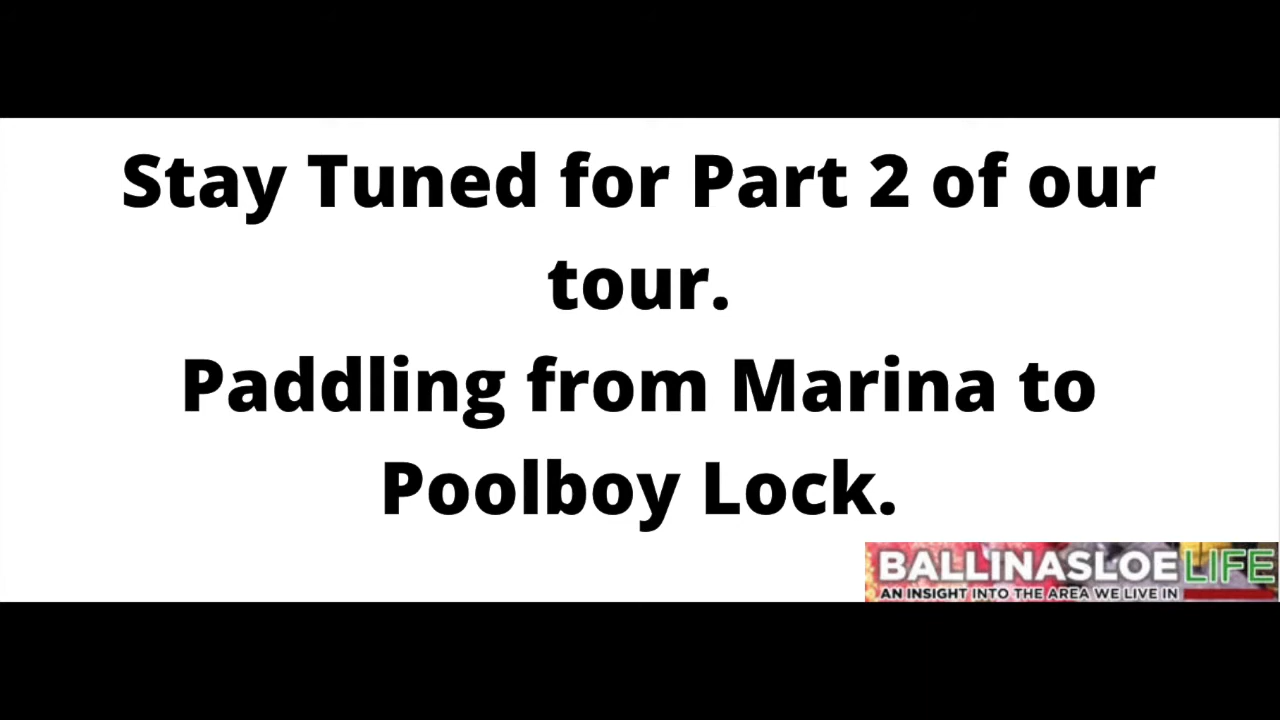 Stay Tuned for Part 2 of our
tour.
Paddling from Marina to
Poolboy Lock.
BALLINASLOE LIFE
AN INSIGHT INTO THE AREA WE LIVE IN